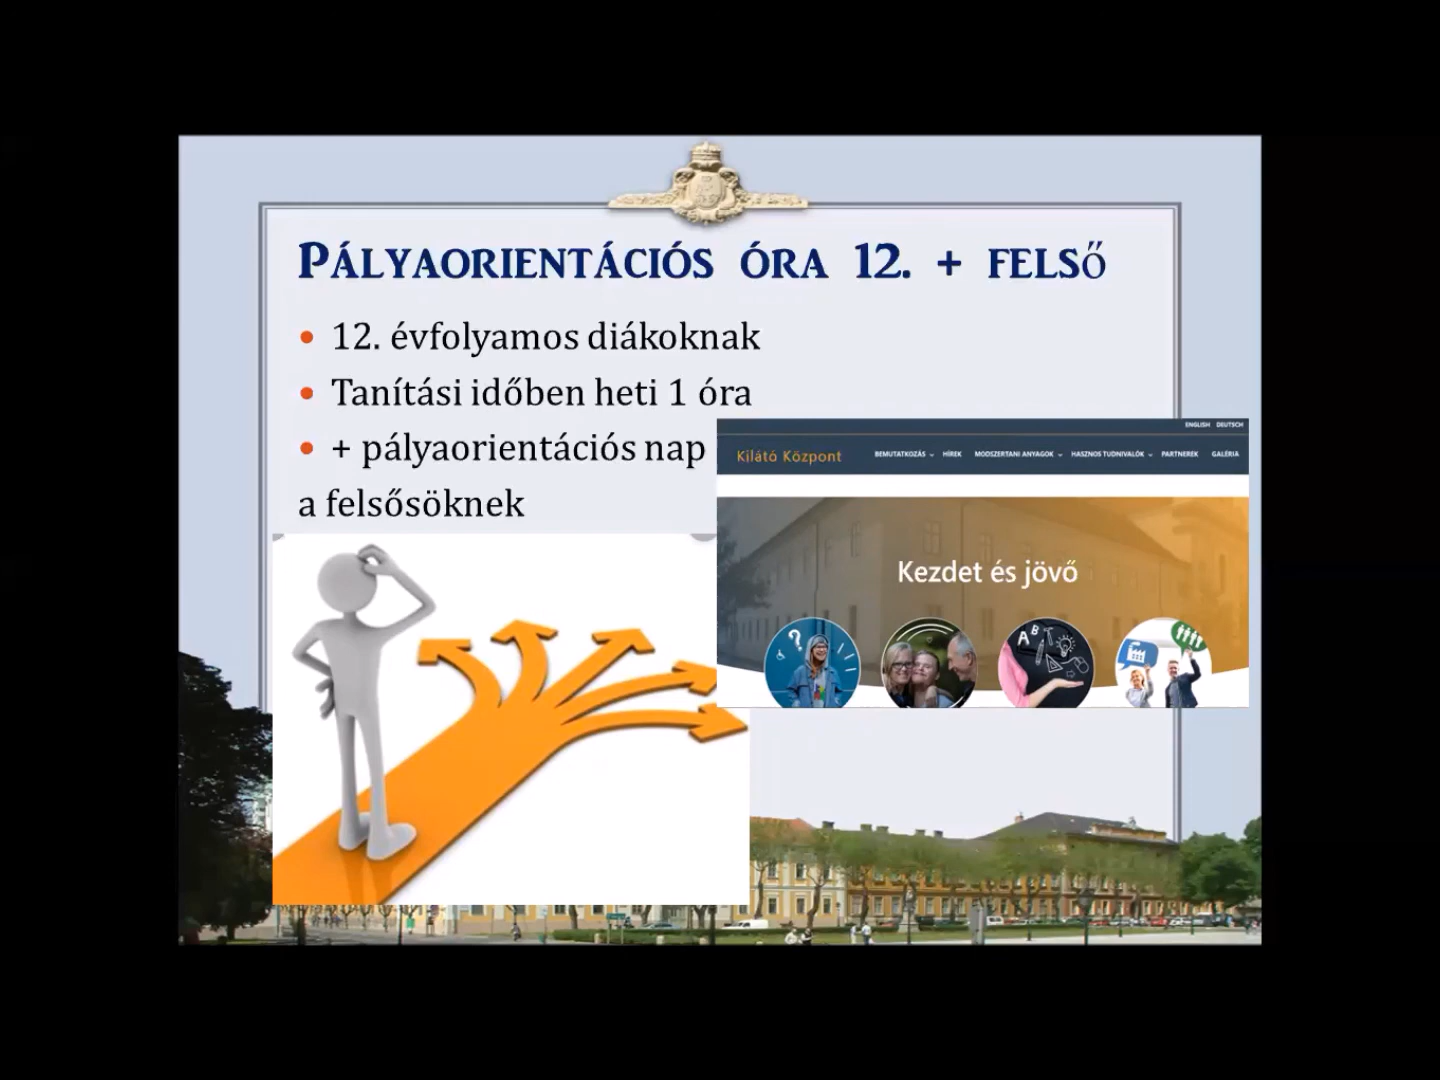 Pályaorientációs óra 12. + felső
• 12. évfolyamos diákoknak
• Tanítási időben heti 1 óra
• + pályaorientációs nap
a felsősöknek
ENGLISH DEUTSCH
Kilátó Központ
BEMUTATKOZÁS HÍREK MODSZERTANI ANYAGOK HASZNOS TUDNIVALÓK PARTNEREK GALÉRIA
Kezdet és jövő
?
A B